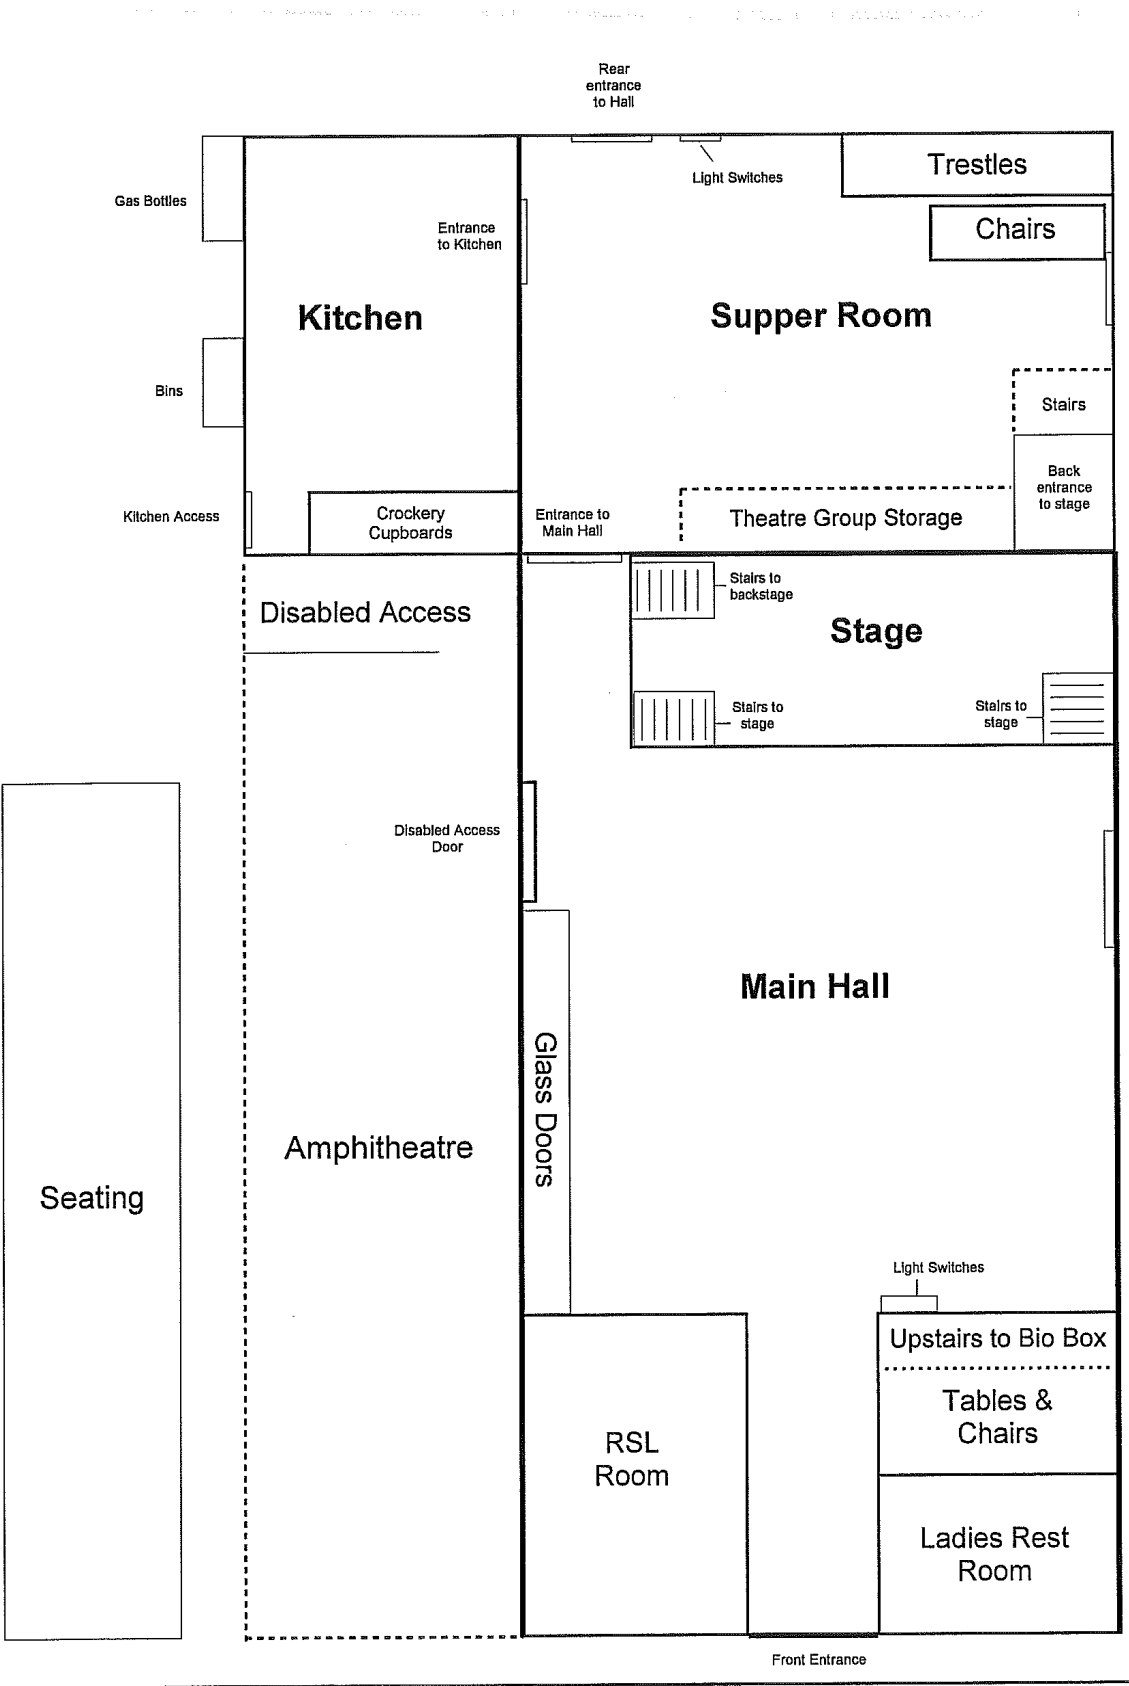 Rear
entrance
to Hall
Light Switches
Trestles
Gas Bottles
Chairs
Entrance
to Kitchen
Kitchen
Supper Room
Bins
Stairs
Back
entrance
to stage
Kitchen Access
Crockery
Cupboards
Entrance to
Main Hall
Theatre Group Storage
Disabled Access
Stairs to
backstage
Stage
Stairs to
stage
Stairs to
stage
Disabled Access
Door
Main Hall
Glass Doors
Amphitheatre
Seating
Light Switches
Upstairs to Bio Box
Tables &
Chairs
RSL
Room
Ladies Rest
Room
Front Entrance